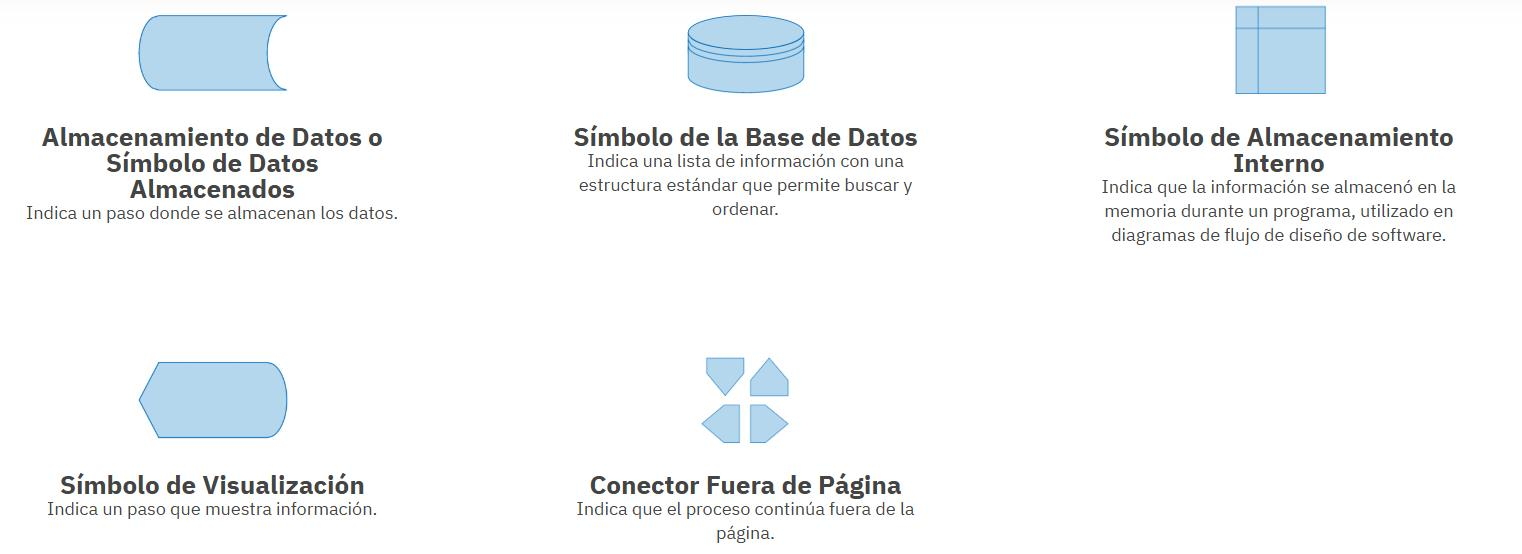 Almacenamiento de Datos o
Símbolo de Datos
Almacenados
Indica un paso donde se almacenan los datos.
Símbolo de la Base de Datos
Indica una lista de información con una
estructura estándar que permite buscar y
ordenar.
Símbolo de Almacenamiento
Interno
Indica que la información se almacenó en la
memoria durante un programa, utilizado en
diagramas de flujo de diseño de software.
Símbolo de Visualización
Indica un paso que muestra información.
Conector Fuera de Página
Indica que el proceso continúa fuera de la
página.